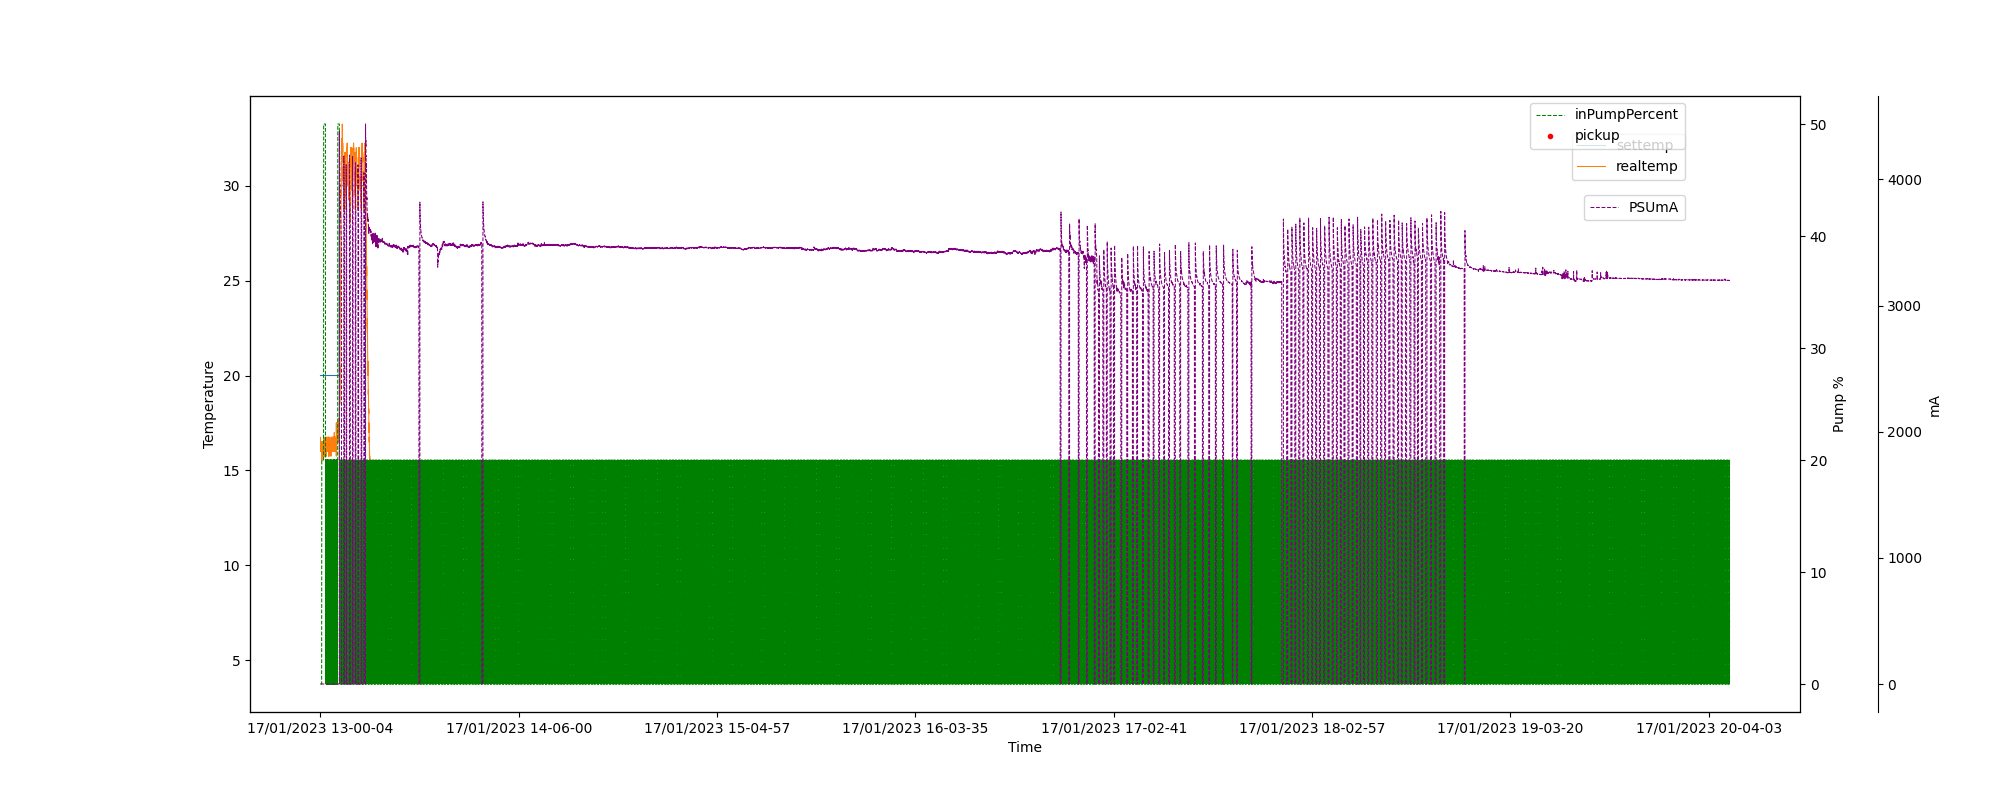 inPumpPercent
pickup
settemp
realtemp
PSUmA
30
25
20
15
10
5
Temperature
50
40
30
20
10
0
Pump %
4000
3000
2000
1000
0
mA
17/01/2023 13-00-04
17/01/2023 14-06-00
17/01/2023 15-04-57
17/01/2023 16-03-35
17/01/2023 17-02-41
17/01/2023 18-02-57
17/01/2023 19-03-20
17/01/2023 20-04-03
Time